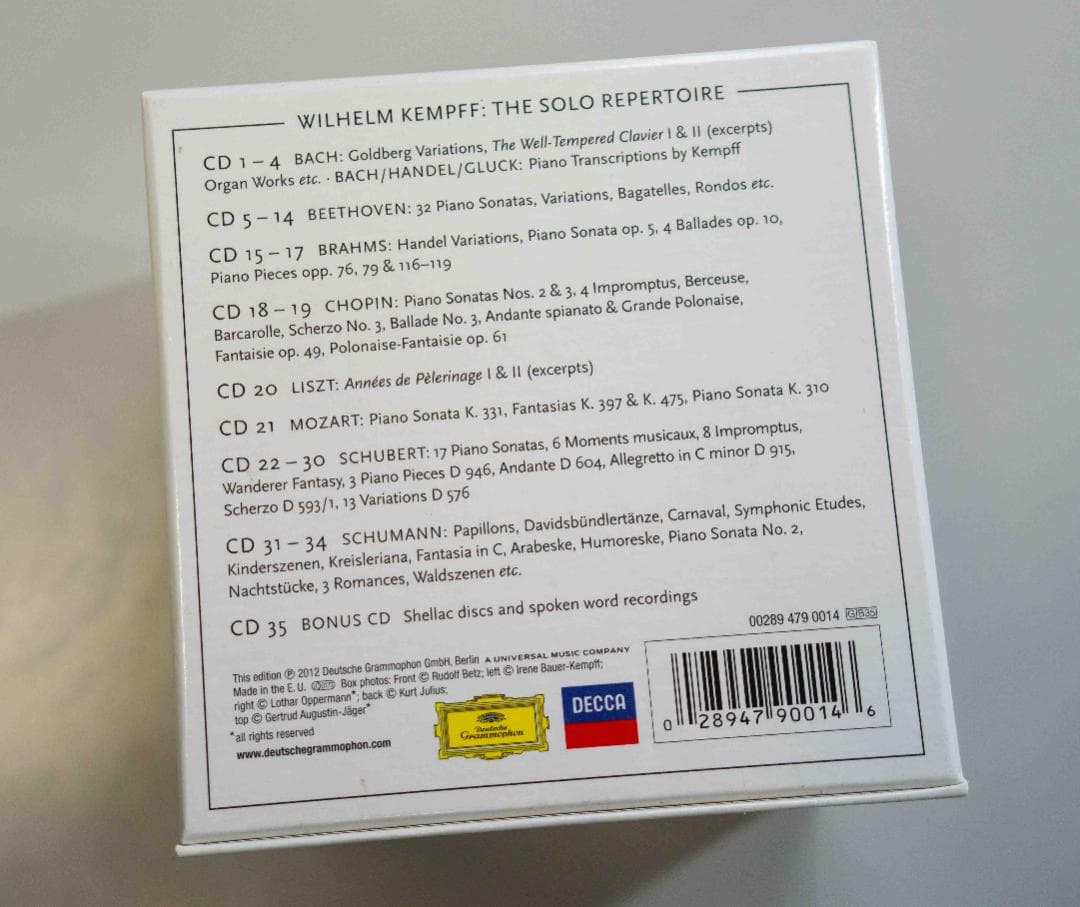 WILHELM KEMPFF: THE SOLO REPERTOIRE
CD 1 – 4 BACH: Goldberg Variations, The Well-Tempered Clavier I & II (excerpts)
Organ Works etc. · BACH/HANDEL/GLUCK: Piano Transcriptions by Kempff
CD 5 – 14 BEETHOVEN: 32 Piano Sonatas, Variations, Bagatelles, Rondos etc.
CD 15 – 17 BRAHMS: Handel Variations, Piano Sonata op. 5, 4 Ballades op. 10,
Piano Pieces opp. 76, 79 & 116–119
CD 18 – 19 CHOPIN: Piano Sonatas Nos. 2 & 3, 4 Impromptus, Berceuse,
Barcarolle, Scherzo No. 3, Ballade No. 3, Andante spianato & Grande Polonaise,
Fantaisie op. 49, Polonaise-Fantaisie op. 61
CD 20 LISZT: Années de Pèlerinage I & II (excerpts)
CD 21 MOZART: Piano Sonata K. 331, Fantasias K. 397 & K. 475, Piano Sonata K. 310
CD 22 – 30 SCHUBERT: 17 Piano Sonatas, 6 Moments musicaux, 8 Impromptus,
Wanderer Fantasy, 3 Piano Pieces D 946, Andante D 604, Allegretto in C minor D 915,
Scherzo D 593/1, 13 Variations D 576
CD 31 – 34 SCHUMANN: Papillons, Davidsbündlertänze, Carnaval, Symphonic Etudes,
Kinderszenen, Kreisleriana, Fantasia in C, Arabeske, Humoreske, Piano Sonata No. 2,
Nachtstücke, 3 Romances, Waldszenen etc.
CD 35 BONUS CD Shellac discs and spoken word recordings
00289 479 0014 GB35
This edition ℗ 2012 Deutsche Grammophon GmbH, Berlin A UNIVERSAL MUSIC COMPANY
Made in the E. U. Box photos: Front © Rudolf Betz; left © Irene Bauer-Kempff;
right © Lothar Oppermann*; back © Kurt Julius;
top © Gertrud Augustin-Jäger*
*all rights reserved
www.deutschegrammophon.com
Deutsche
Grammophon
DECCA
0 28947 90014 6